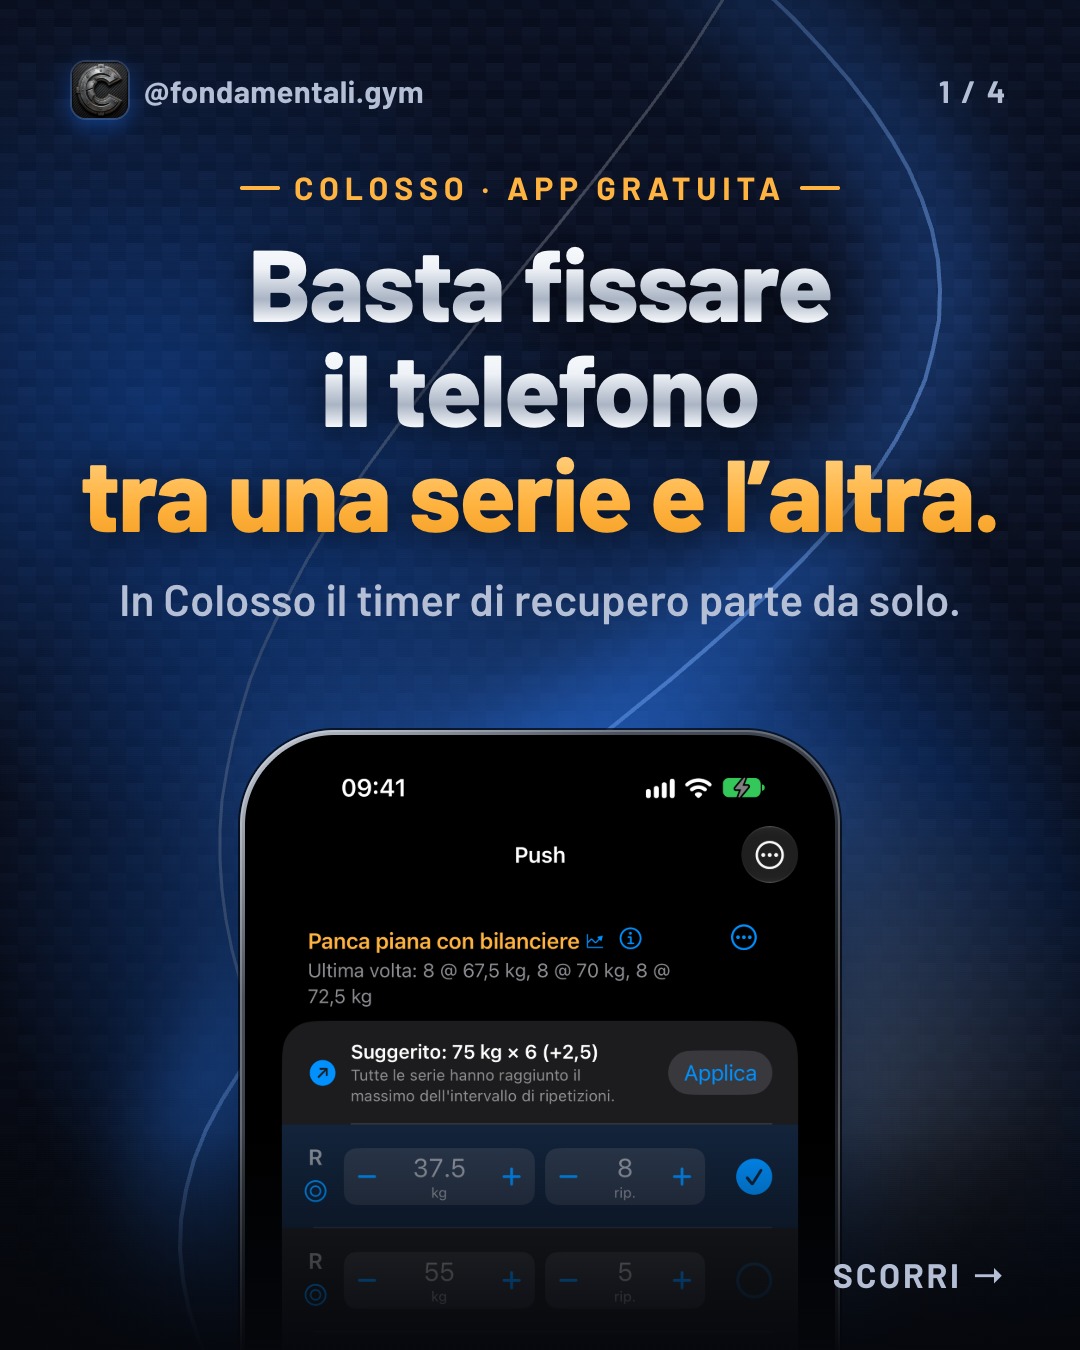 @fondamentali.gym
1 / 4
COLOSSO · APP GRATUITA
Basta fissare
il telefono
tra una serie e l’altra.
In Colosso il timer di recupero parte da solo.
09:41
Push
Panca piana con bilanciere
Ultima volta: 8 @ 67,5 kg, 8 @ 70 kg, 8 @
72,5 kg
Suggerito: 75 kg × 6 (+2,5)
Tutte le serie hanno raggiunto il
massimo dell'intervallo di ripetizioni.
Applica
R
− 37.5 + − 8 +
kg rip.
R
− 55 + − 5 +
kg rip.
SCORRI →